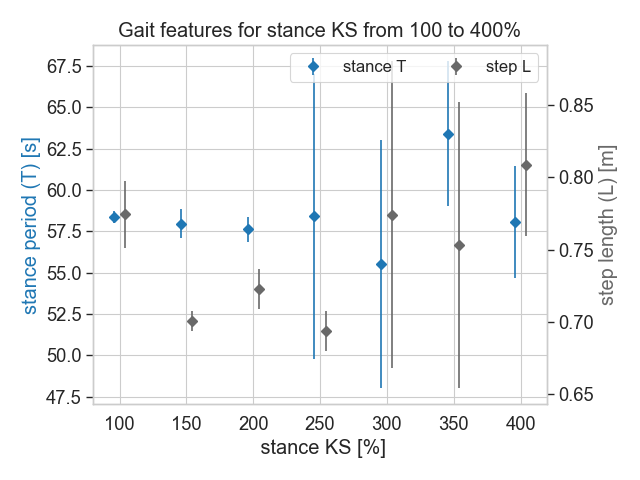 Gait features for stance KS from 100 to 400%
stance T
step L
stance period (T) [s]
67.5
65.0
62.5
60.0
57.5
55.0
52.5
50.0
47.5
0.85
0.80
0.75
0.70
0.65
step length (L) [m]
100 150 200 250 300 350 400
stance KS [%]